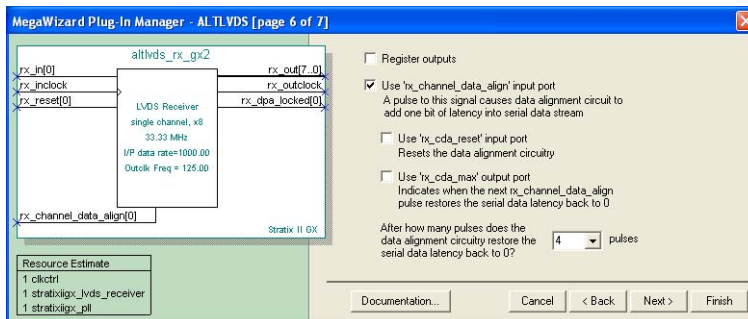 MegaWizard Plug-In Manager - ALTLVDS [page 6 of 7]
altlvds_rx_gx2
rx_in[0]
rx_inclock
rx_reset[0]
rx_out[7..0]
rx_outclock
rx_dpa_locked[0]
LVDS Receiver
single channel, x8
33.33 MHz
I/P data rate=1000.00
Outclk Freq = 125.00
rx_channel_data_align[0]
Stratix II GX
Resource Estimate
1 clkctrl
1 stratixiigx_lvds_receiver
1 stratixiigx_pll
Register outputs
Use 'rx_channel_data_align' input port
A pulse to this signal causes data alignment circuit to
add one bit of latency into serial data stream
Use 'rx_cda_reset' input port
Resets the data alignment circuitry
Use 'rx_cda_max' output port
Indicates when the next rx_channel_data_align
pulse restores the serial data latency back to 0
After how many pulses does the
data alignment circuitry restore the
serial data latency back to 0?
4 pulses
Documentation... Cancel < Back Next > Finish